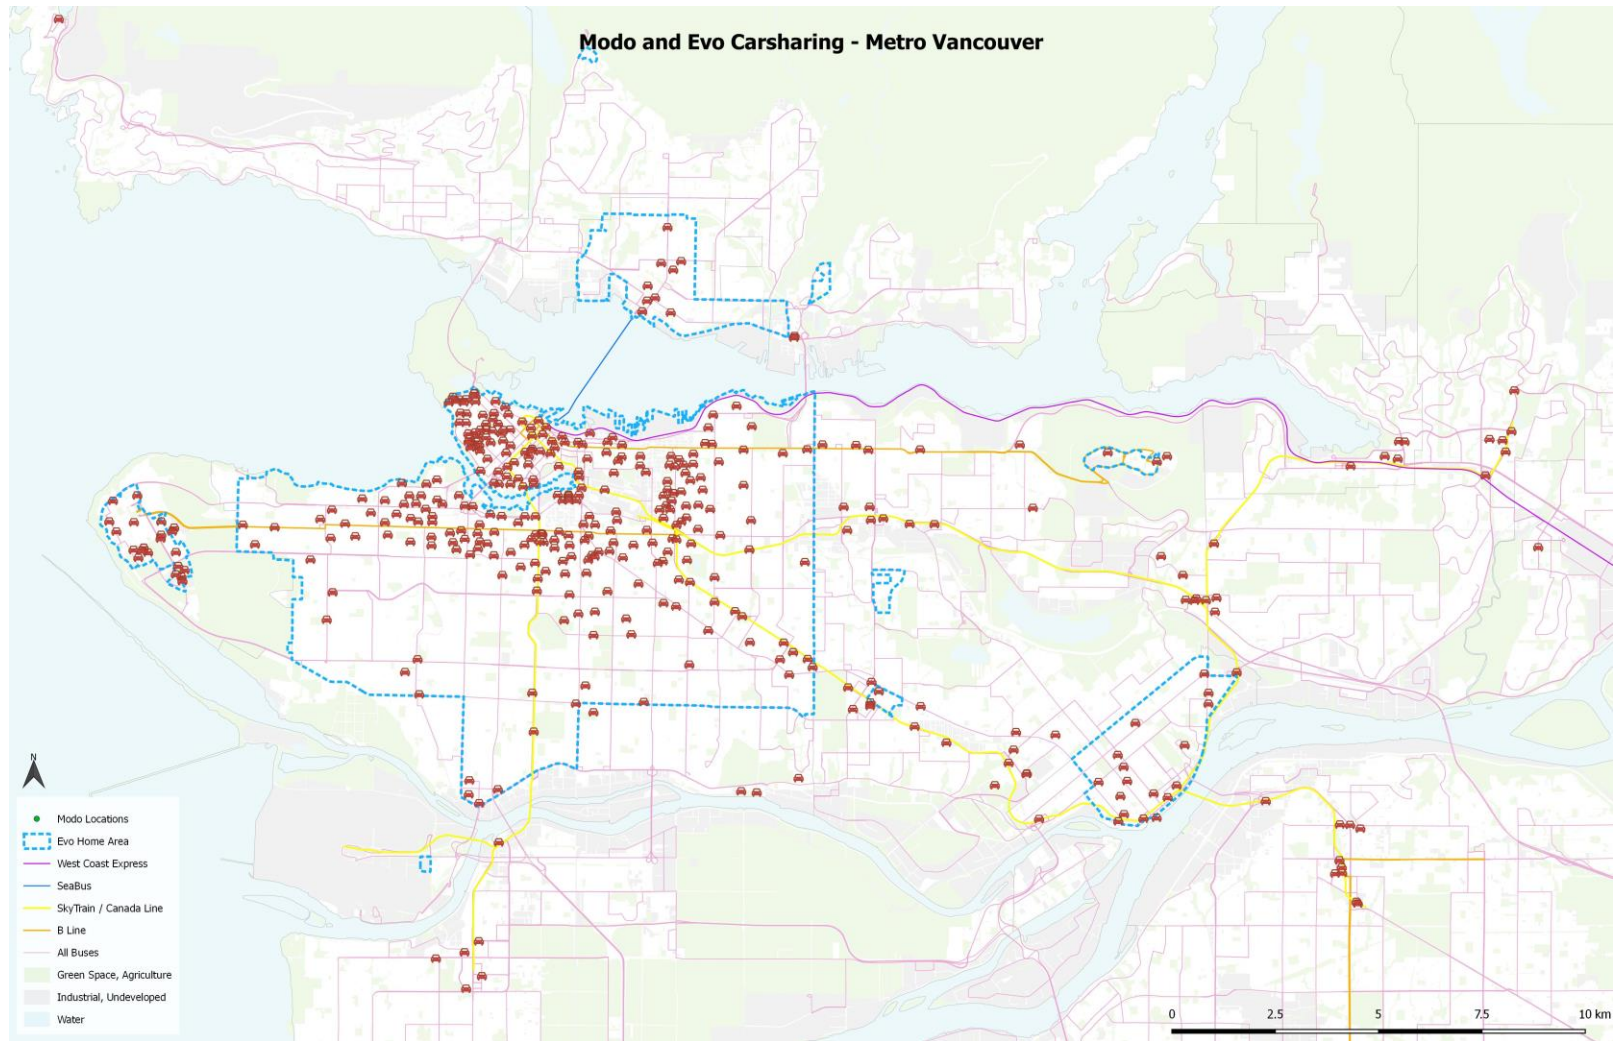 Modo and Evo Carsharing - Metro Vancouver
N
Modo Locations
Evo Home Area
West Coast Express
SeaBus
SkyTrain / Canada Line
B Line
All Buses
Green Space, Agriculture
Industrial, Undeveloped
Water
0 2.5 5 7.5 10 km